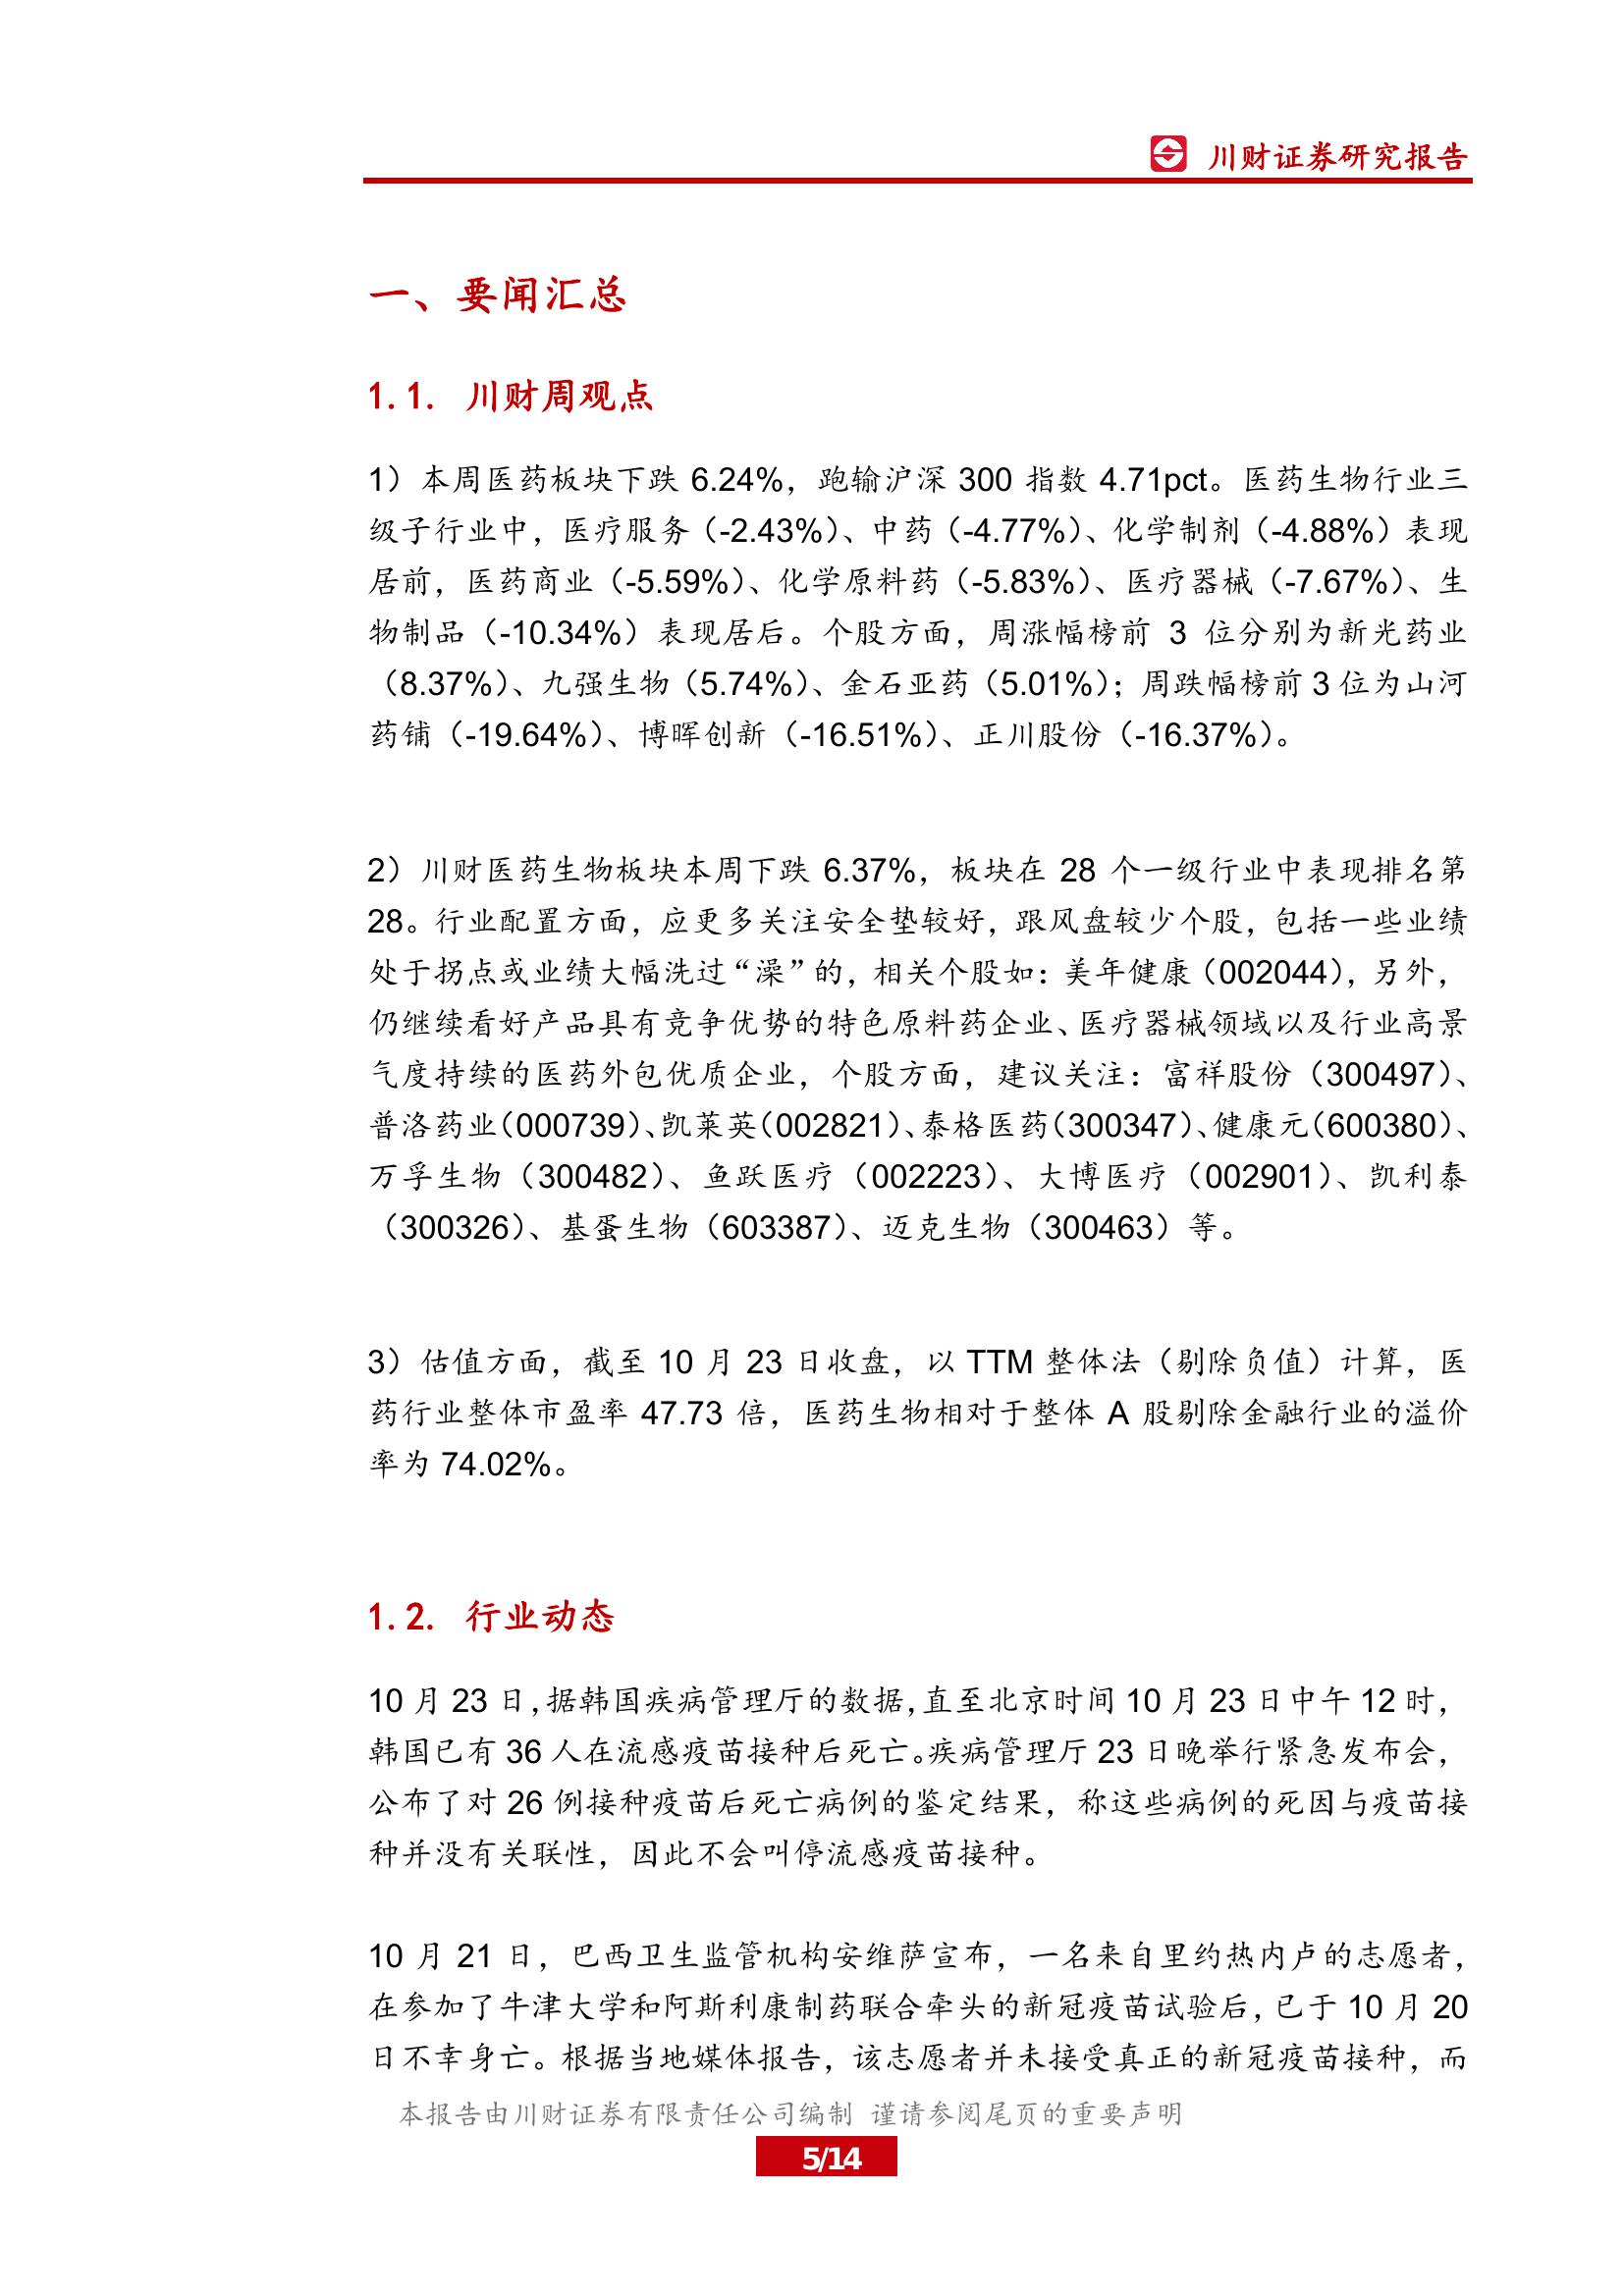 川财证券研究报告
一、要闻汇总
1.1. 川财周观点
1）本周医药板块下跌 6.24%，跑输沪深 300 指数 4.71pct。医药生物行业三
级子行业中，医疗服务（-2.43%）、中药（-4.77%）、化学制剂（-4.88%）表现
居前，医药商业（-5.59%）、化学原料药（-5.83%）、医疗器械（-7.67%）、生
物制品（-10.34%）表现居后。个股方面，周涨幅榜前 3 位分别为新光药业
（8.37%）、九强生物（5.74%）、金石亚药（5.01%）；周跌幅榜前 3 位为山河
药铺（-19.64%）、博晖创新（-16.51%）、正川股份（-16.37%）。
2）川财医药生物板块本周下跌 6.37%，板块在 28 个一级行业中表现排名第
28。行业配置方面，应更多关注安全垫较好，跟风盘较少个股，包括一些业绩
处于拐点或业绩大幅洗过“澡”的，相关个股如：美年健康（002044），另外，
仍继续看好产品具有竞争优势的特色原料药企业、医疗器械领域以及行业高景
气度持续的医药外包优质企业，个股方面，建议关注：富祥股份（300497）、
普洛药业（000739）、凯莱英（002821）、泰格医药（300347）、健康元（600380）、
万孚生物（300482）、鱼跃医疗（002223）、大博医疗（002901）、凯利泰
（300326）、基蛋生物（603387）、迈克生物（300463）等。
3）估值方面，截至 10 月 23 日收盘，以 TTM 整体法（剔除负值）计算，医
药行业整体市盈率 47.73 倍，医药生物相对于整体 A 股剔除金融行业的溢价
率为 74.02%。
1.2. 行业动态
10 月 23 日，据韩国疾病管理厅的数据，直至北京时间 10 月 23 日中午 12 时，
韩国已有 36 人在流感疫苗接种后死亡。疾病管理厅 23 日晚举行紧急发布会，
公布了对 26 例接种疫苗后死亡病例的鉴定结果，称这些病例的死因与疫苗接
种并没有关联性，因此不会叫停流感疫苗接种。
10 月 21 日，巴西卫生监管机构安维萨宣布，一名来自里约热内卢的志愿者，
在参加了牛津大学和阿斯利康制药联合牵头的新冠疫苗试验后，已于 10 月 20
日不幸身亡。根据当地媒体报告，该志愿者并未接受真正的新冠疫苗接种，而
本报告由川财证券有限责任公司编制 谨请参阅尾页的重要声明
5/14